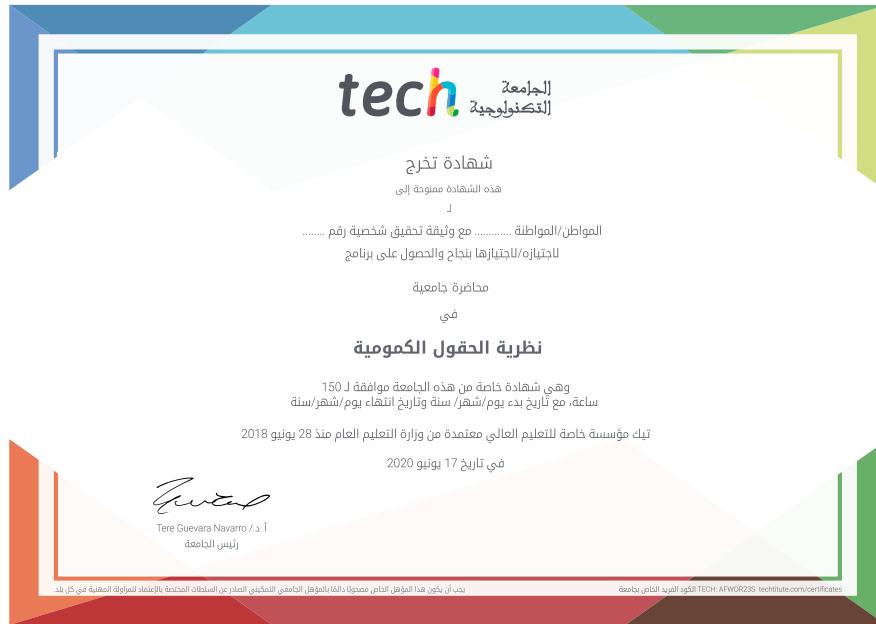 tech الجامعة التكنولوجية
شهادة تخرج
هذه الشهادة ممنوحة إلى
لـ
المواطن/المواطنة ............ مع وثيقة تحقيق شخصية رقم ........
لاجتيازه/لاجتيازها بنجاح والحصول على برنامج
محاضرة جامعية
في
نظرية الحقول الكمومية
وهي شهادة خاصة من هذه الجامعة موافقة لـ 150
ساعة، مع تاريخ بدء يوم/شهر/ سنة وتاريخ انتهاء يوم/شهر/سنة
تيك مؤسسة خاصة للتعليم العالي معتمدة من وزارة التعليم العام منذ 28 يونيو 2018
في تاريخ 17 يونيو 2020
أ. د./ Tere Guevara Navarro
رئيس الجامعة
يجب أن يكون هذا المؤهل الخاص مصحوبًا دائمًا بالمؤهل الجامعي التمكيني الصادر عن السلطات المختصة بالإعتماد للمزاولة المهنية في كل بلد.
الكود الفريد الخاص بجامعة TECH: AFWOR23S techtitute.com/certificates